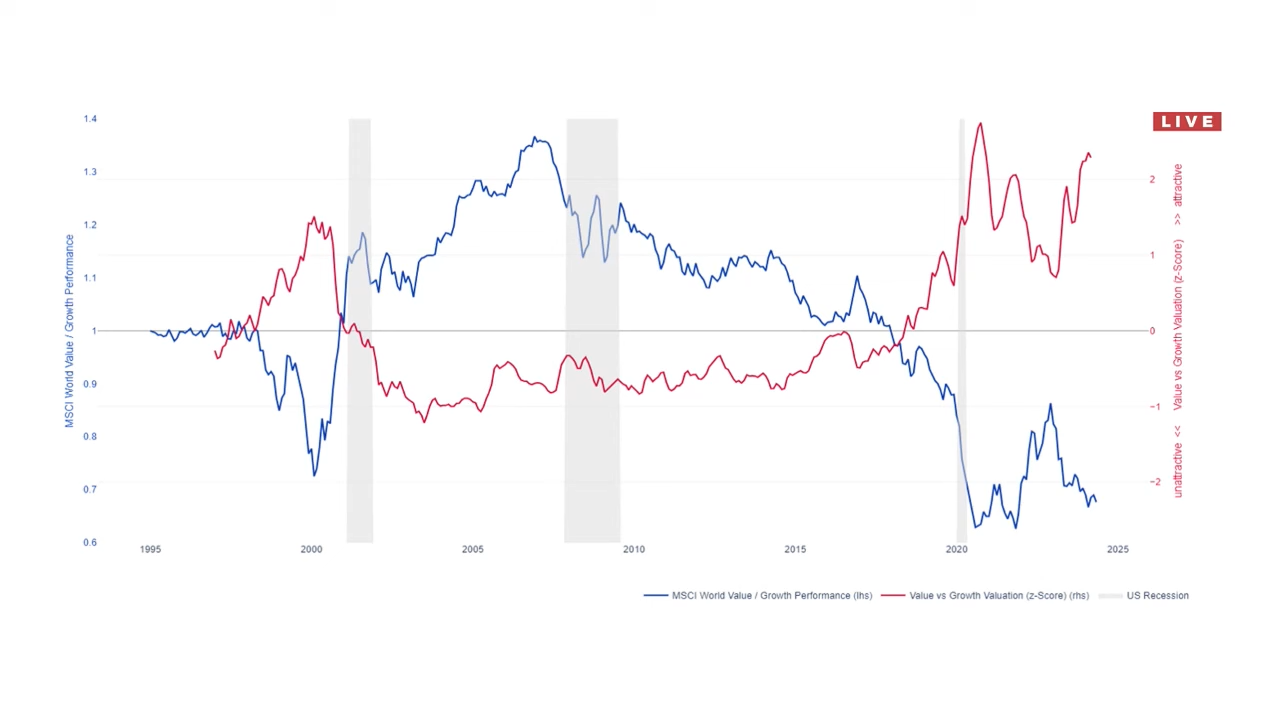 LIVE
1.4
1.3
1.2
1.1
1
0.9
0.8
0.7
0.6
MSCI World Value / Growth Performance
2
1
0
−1
−2
unattractive << Value vs Growth Valuation (z-Score) >> attractive
1995 2000 2005 2010 2015 2020 2025
MSCI World Value / Growth Performance (lhs) Value vs Growth Valuation (z-Score) (rhs) US Recession